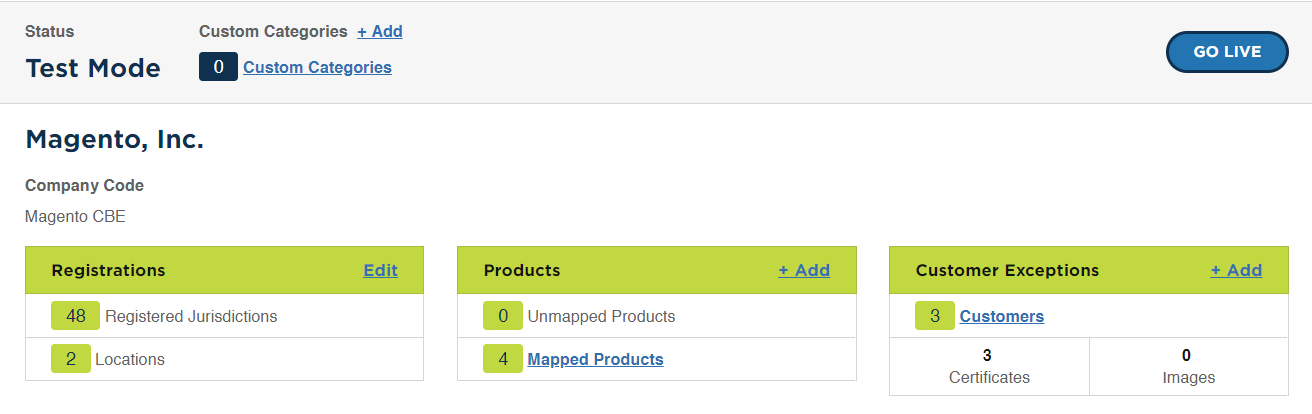 Status
Custom Categories + Add
Test Mode
0 Custom Categories
GO LIVE
Magento, Inc.
Company Code
Magento CBE
Registrations Edit
48 Registered Jurisdictions
2 Locations
Products + Add
0 Unmapped Products
4 Mapped Products
Customer Exceptions + Add
3 Customers
3
Certificates
0
Images